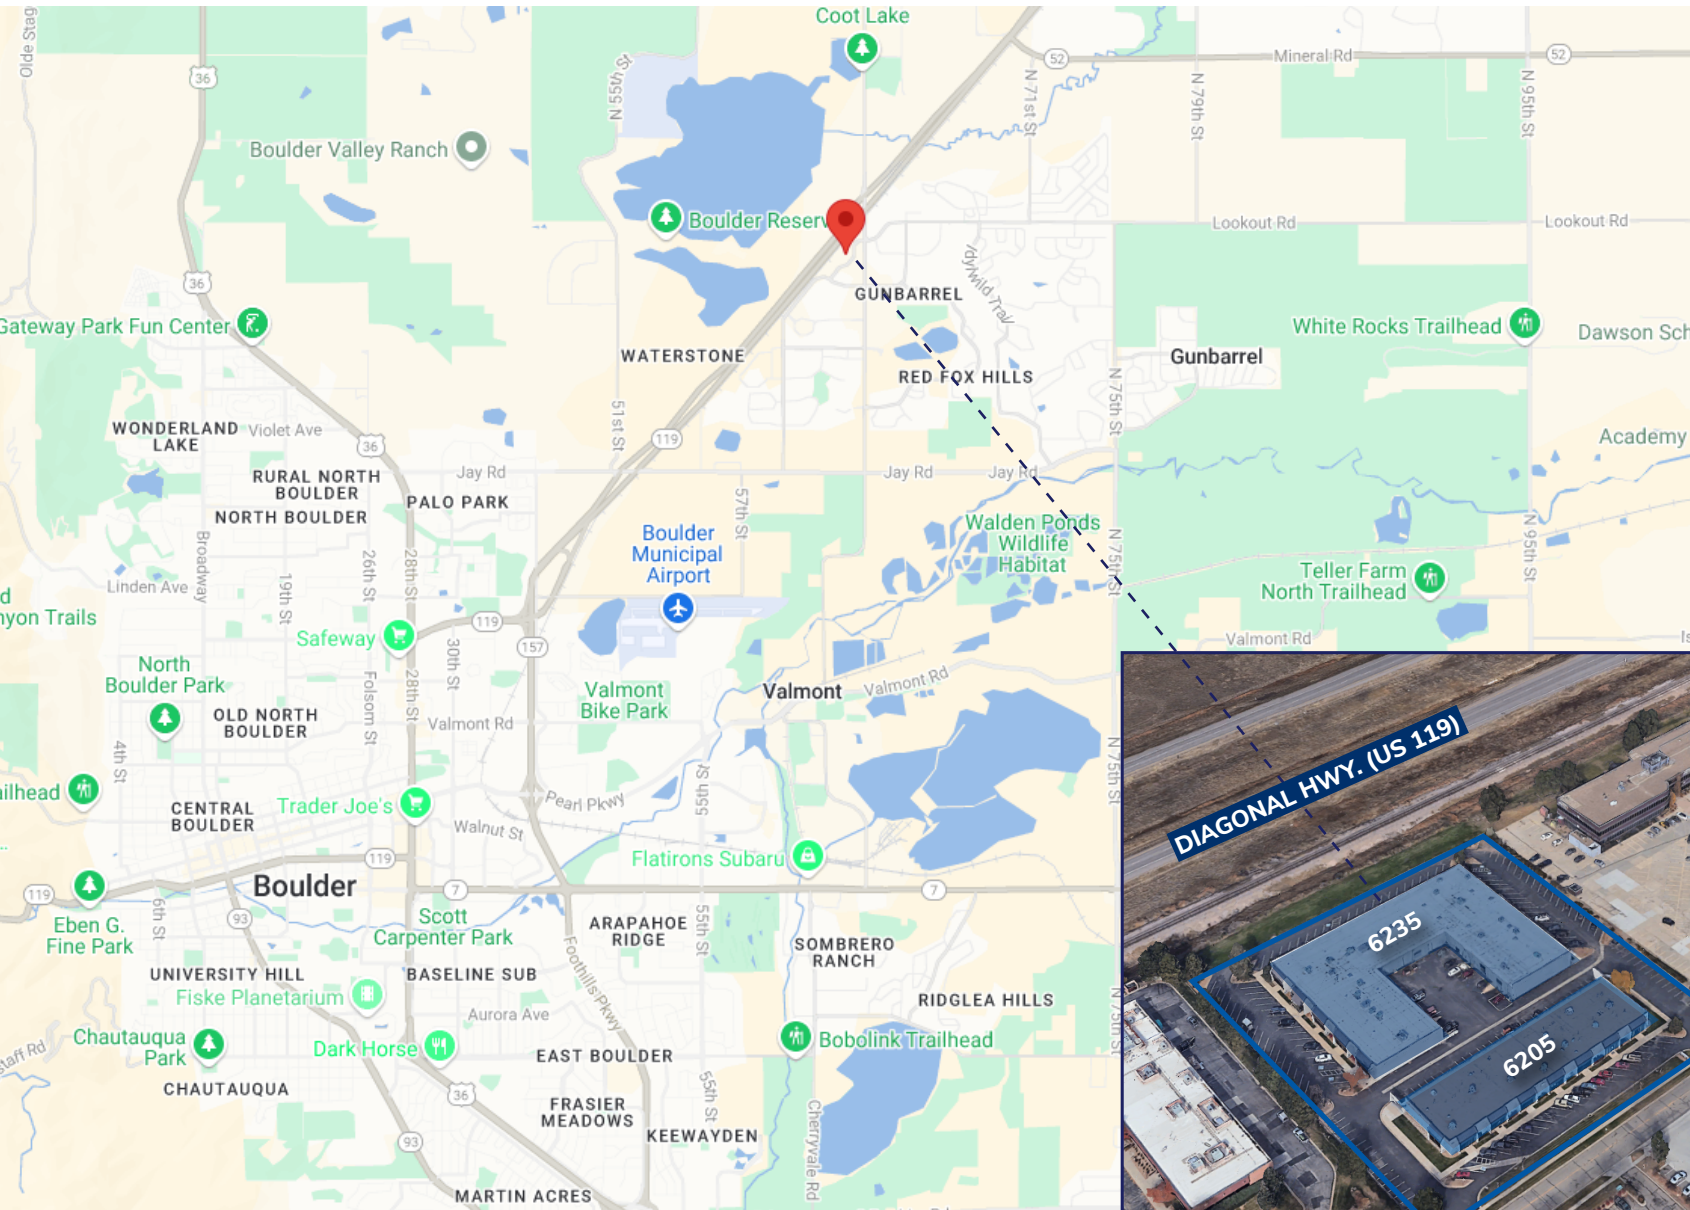 Coot Lake
Olde Stag
36
N 55th St
52
Mineral Rd
52
N 71st St
N 79th St
N 95th St
Boulder Valley Ranch
Boulder Reserv
Lookout Rd
Lookout Rd
36
Idylwild Trail
GUNBARREL
Gateway Park Fun Center
White Rocks Trailhead
Dawson Sch
WATERSTONE
Gunbarrel
RED FOX HILLS
N 75th St
51st St
WONDERLAND
LAKE
Violet Ave
36
119
Academy
Jay Rd
Jay Rd
Jay Rd
RURAL NORTH
BOULDER
PALO PARK
NORTH BOULDER
57th St
Boulder
Municipal
Airport
Walden Ponds
Wildlife
Habitat
N 75th St
N 95th St
Broadway
26th St
28th St
19th St
Linden Ave
Teller Farm
North Trailhead
d
nyon Trails
119
Safeway
30th St
157
Valmont Rd
Is
North
Boulder Park
Folsom St
28th St
Valmont
Bike Park
Valmont
Valmont Rd
OLD NORTH
BOULDER
Valmont Rd
4th St
N 75th St
55th St
DIAGONAL HWY. (US 119)
ailhead
CENTRAL
BOULDER
Trader Joe's
Pearl Pkwy
Walnut St
...
119
Flatirons Subaru
Boulder
119
7
7
Eben G.
Fine Park
6th St
93
Scott
Carpenter Park
ARAPAHOE
RIDGE
55th St
SOMBRERO
RANCH
6235
UNIVERSITY HILL
BASELINE SUB
Foothills Pkwy
Fiske Planetarium
RIDGLEA HILLS
N 75th St
Aurora Ave
Chautauqua
Park
Dark Horse
Bobolink Trailhead
staff Rd
EAST BOULDER
6205
CHAUTAUQUA
36
55th St
FRASIER
MEADOWS
KEEWAYDEN
Cherryvale Rd
93
MARTIN ACRES